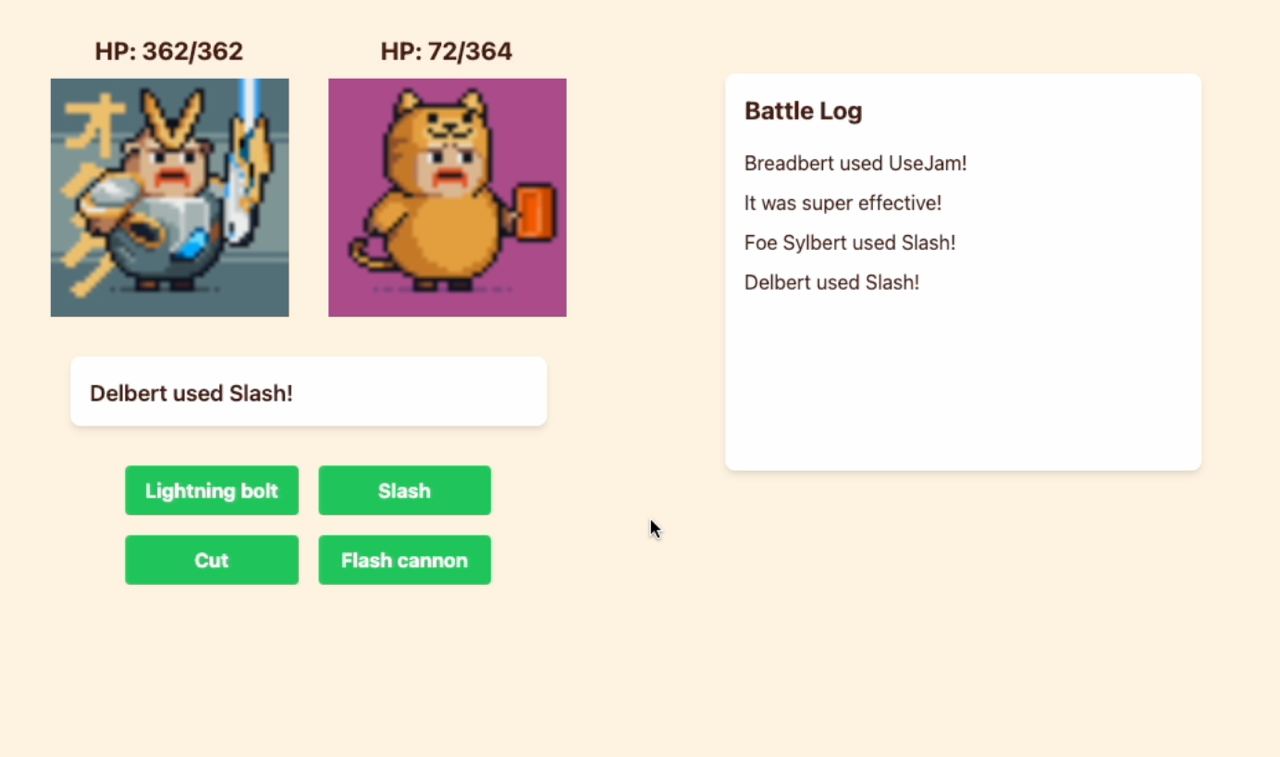 HP: 362/362
HP: 72/364
オ
Delbert used Slash!
Lightning bolt
Slash
Cut
Flash cannon
Battle Log
Breadbert used UseJam!
It was super effective!
Foe Sylbert used Slash!
Delbert used Slash!